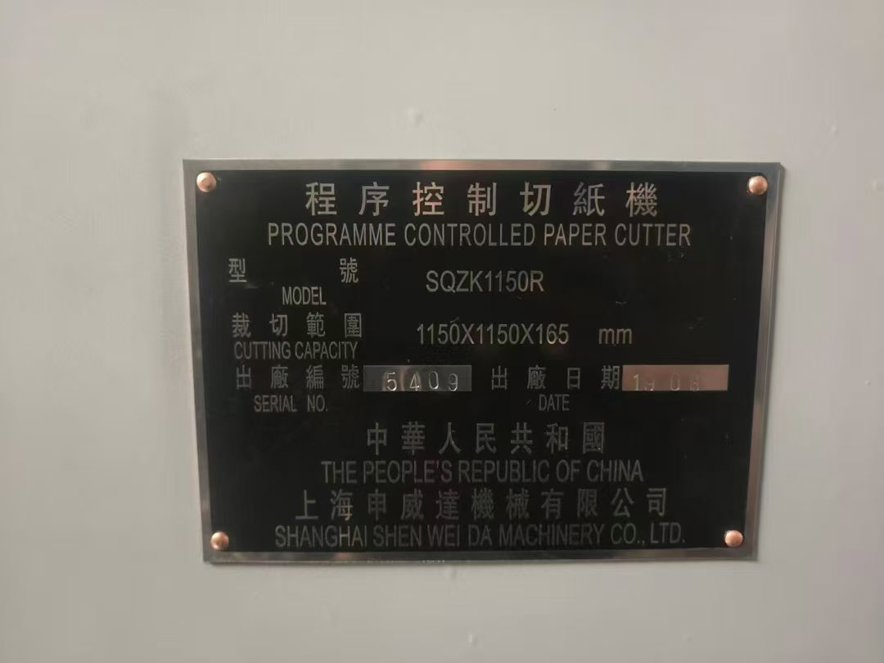 程序控制切紙機
PROGRAMME CONTROLLED PAPER CUTTER
型號 SQZK1150R
MODEL
裁切範圍 1150X1150X165 mm
CUTTING CAPACITY
出廠編號 5409 出廠日期
SERIAL NO. DATE
中華人民共和國
THE PEOPLE'S REPUBLIC OF CHINA
上海申威達機械有限公司
SHANGHAI SHEN WEI DA MACHINERY CO., LTD.